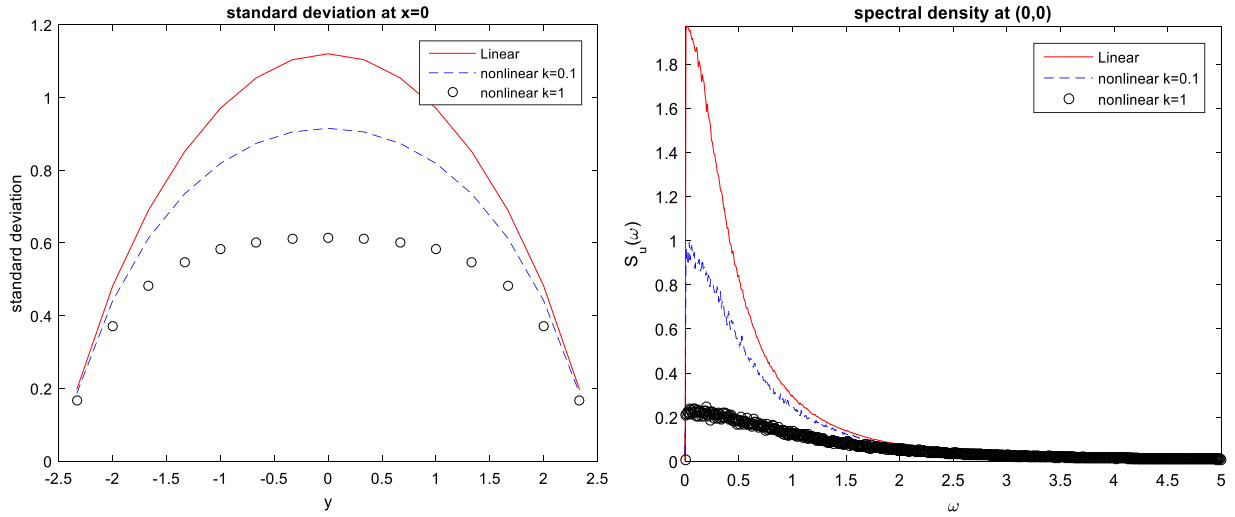 standard deviation at x=0
1.2
1
0.8
0.6
0.4
0.2
0
standard deviation
Linear
nonlinear k=0.1
nonlinear k=1
-2.5 -2 -1.5 -1 -0.5 0 0.5 1 1.5 2 2.5
y
spectral density at (0,0)
1.8
1.6
1.4
1.2
1
0.8
0.6
0.4
0.2
0
S_u(ω)
Linear
nonlinear k=0.1
nonlinear k=1
0 0.5 1 1.5 2 2.5 3 3.5 4 4.5 5
ω